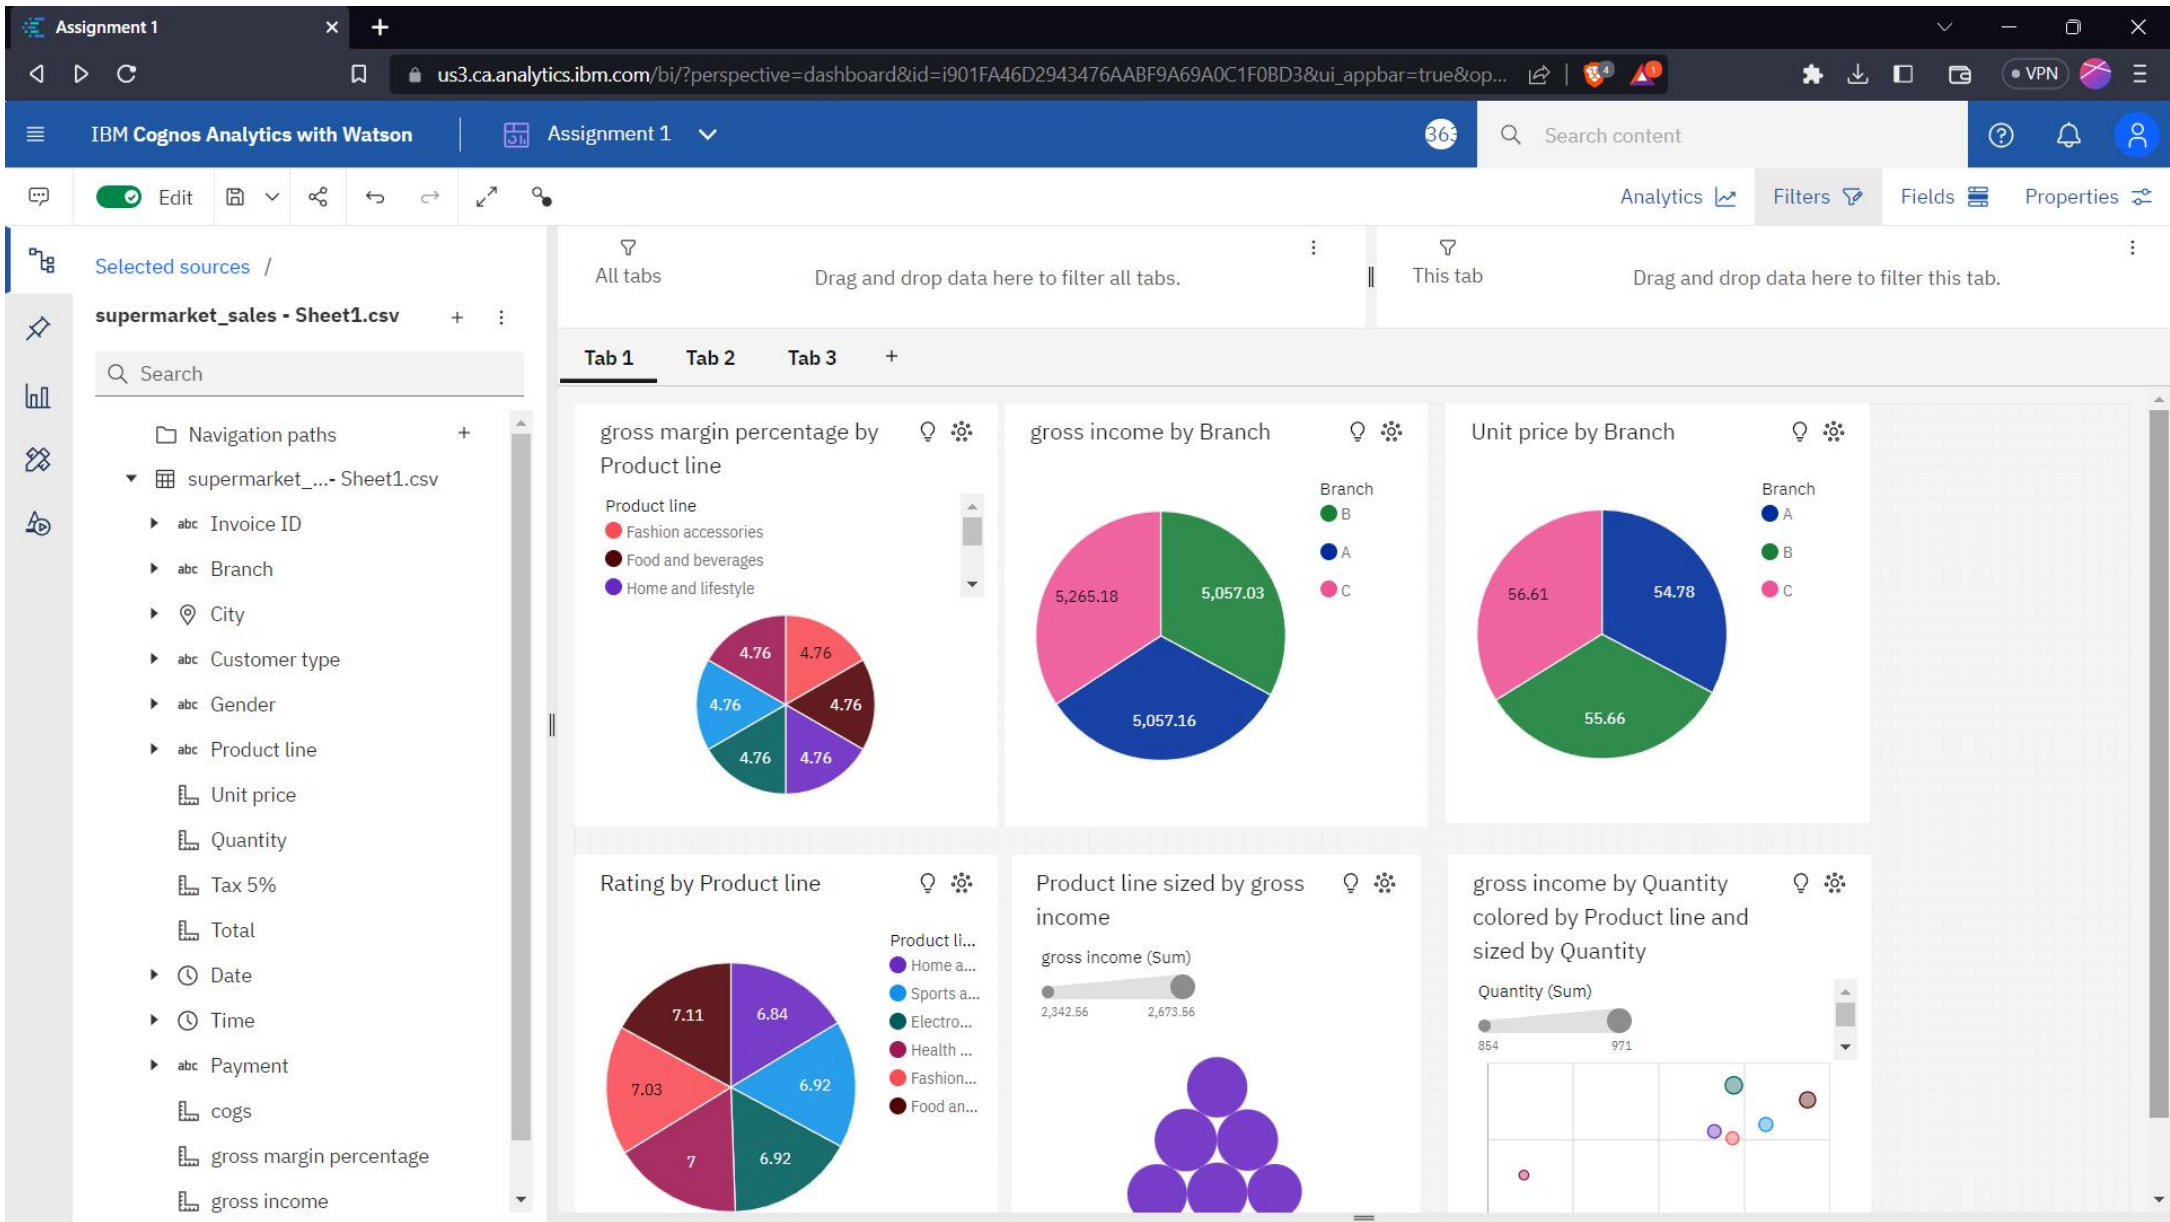 Assignment 1
us3.ca.analytics.ibm.com/bi/?perspective=dashboard&id=i901FA46D2943476AABF9A69A0C1F0BD3&ui_appbar=true&op...
4
1
VPN
IBM Cognos Analytics with Watson
Assignment 1
363
Search content
Edit
Analytics
Filters
Fields
Properties
Selected sources /
supermarket_sales - Sheet1.csv
Search
Navigation paths
supermarket_...- Sheet1.csv
abc Invoice ID
abc Branch
City
abc Customer type
abc Gender
abc Product line
Unit price
Quantity
Tax 5%
Total
Date
Time
abc Payment
cogs
gross margin percentage
gross income
All tabs
Drag and drop data here to filter all tabs.
This tab
Drag and drop data here to filter this tab.
Tab 1
Tab 2
Tab 3
gross margin percentage by
Product line
Product line
Fashion accessories
Food and beverages
Home and lifestyle
4.76
4.76
4.76
4.76
4.76
4.76
gross income by Branch
Branch
B
A
C
5,265.18
5,057.03
5,057.16
Unit price by Branch
Branch
A
B
C
56.61
54.78
55.66
Rating by Product line
Product li...
Home a...
Sports a...
Electro...
Health ...
Fashion...
Food an...
7.11
6.84
7.03
6.92
7
6.92
Product line sized by gross
income
gross income (Sum)
2,342.56
2,673.56
gross income by Quantity
colored by Product line and
sized by Quantity
Quantity (Sum)
854
971